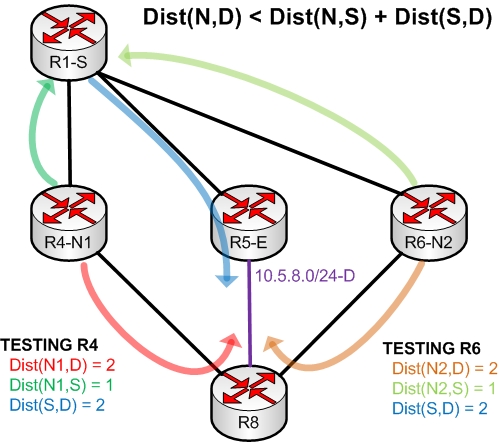 Dist(N,D) < Dist(N,S) + Dist(S,D)
R1-S
R4-N1
R5-E
R6-N2
10.5.8.0/24-D
TESTING R4
Dist(N1,D) = 2
Dist(N1,S) = 1
Dist(S,D) = 2
TESTING R6
Dist(N2,D) = 2
Dist(N2,S) = 1
Dist(S,D) = 2
R8